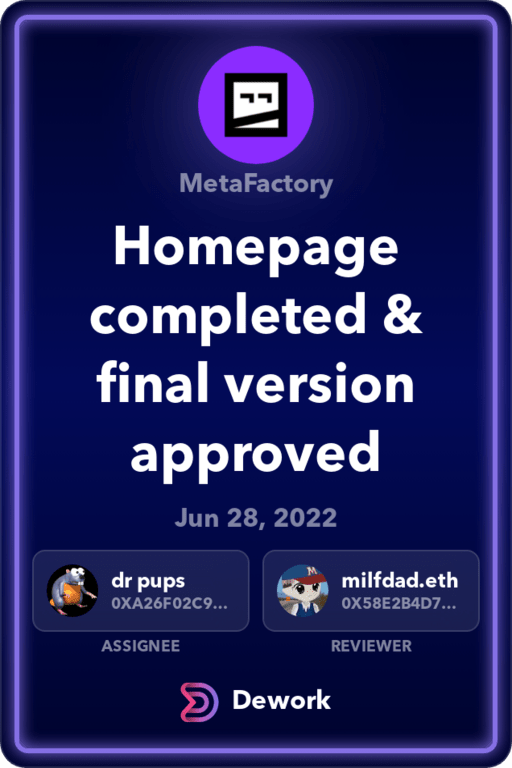 MetaFactory
Homepage
completed &
final version
approved
Jun 28, 2022
dr pups
0XA26F02C9...
ASSIGNEE
milfdad.eth
0X58E2B4D7...
REVIEWER
Dework